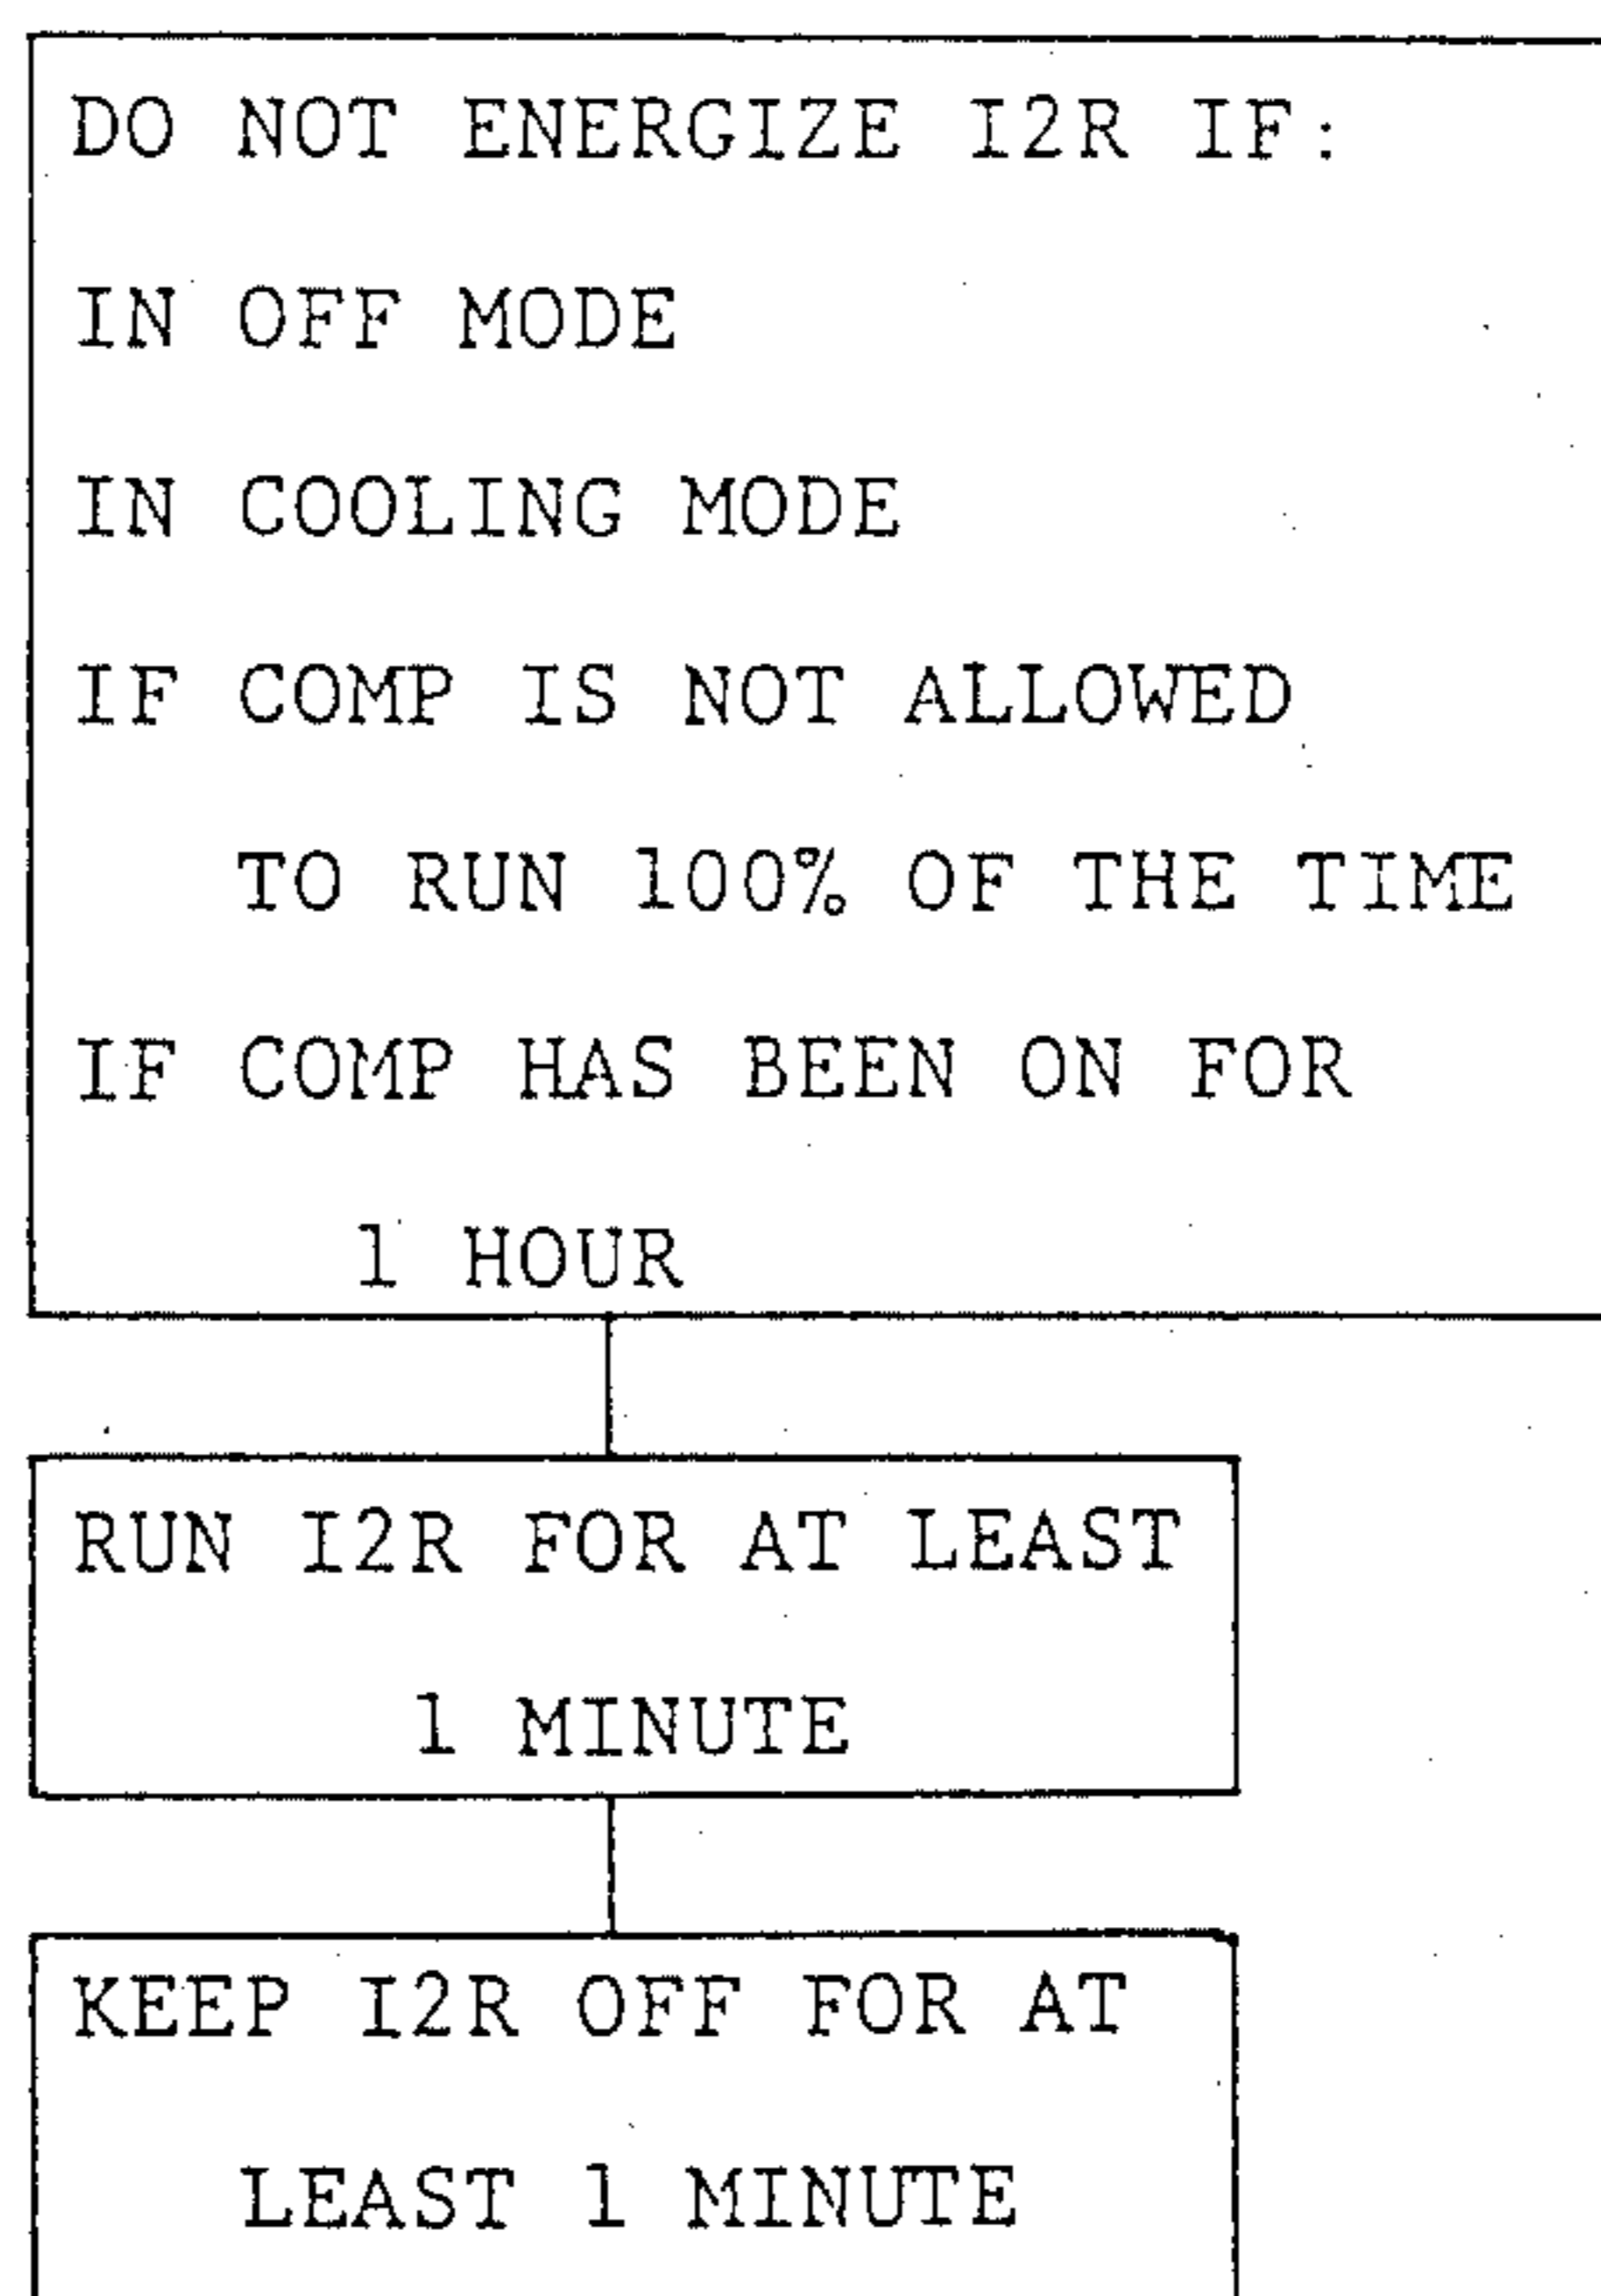 DO NOT ENERGIZE I2R IF:
IN OFF MODE
IN COOLING MODE
IF COMP IS NOT ALLOWED
TO RUN 100% OF THE TIME
IF COMP HAS BEEN ON FOR
1 HOUR
RUN I2R FOR AT LEAST
1 MINUTE
KEEP I2R OFF FOR AT
LEAST 1 MINUTE